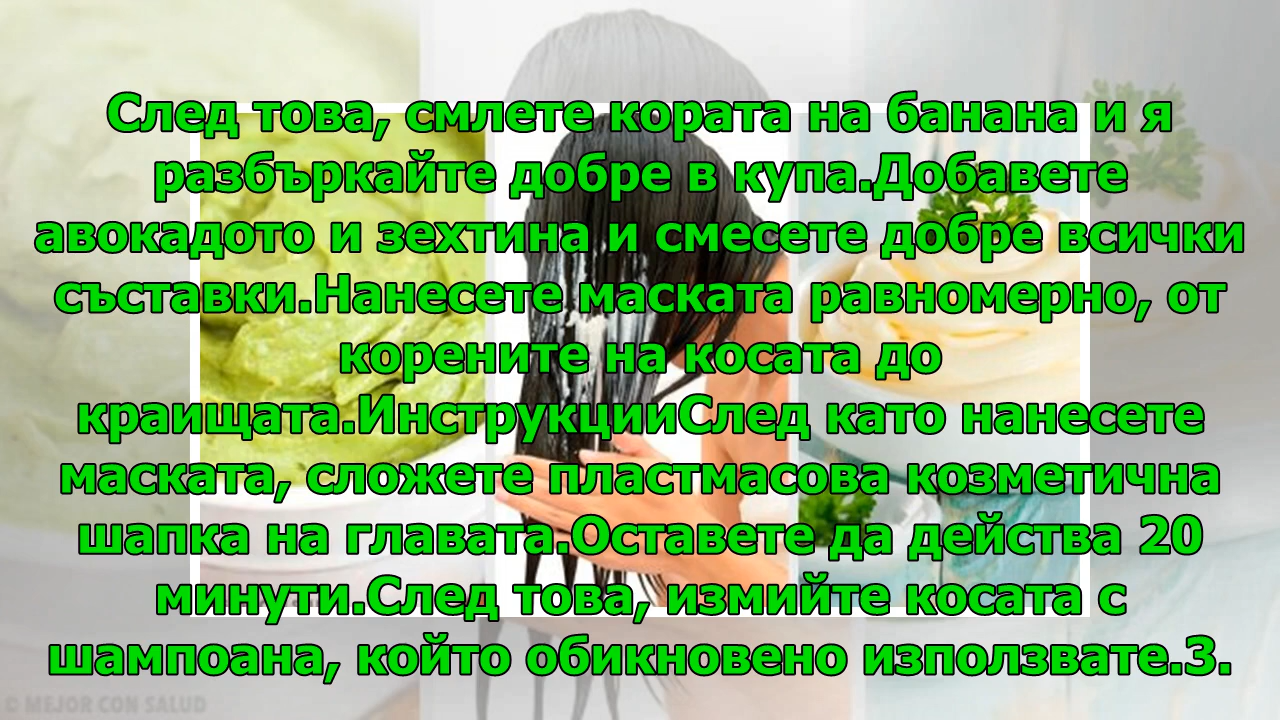 След това, смлете кората на банана и я
разбъркайте добре в купа.Добавете
авокадото и зехтина и смесете добре всички
съставки.Нанесете маската равномерно, от
корените на косата до
краищата.ИнструкцииСлед като нанесете
маската, сложете пластмасова козметична
шапка на главата.Оставете да действа 20
минути.След това, измийте косата с
шампоана, който обикновено използвате.3.
© MEJOR CON SALUD